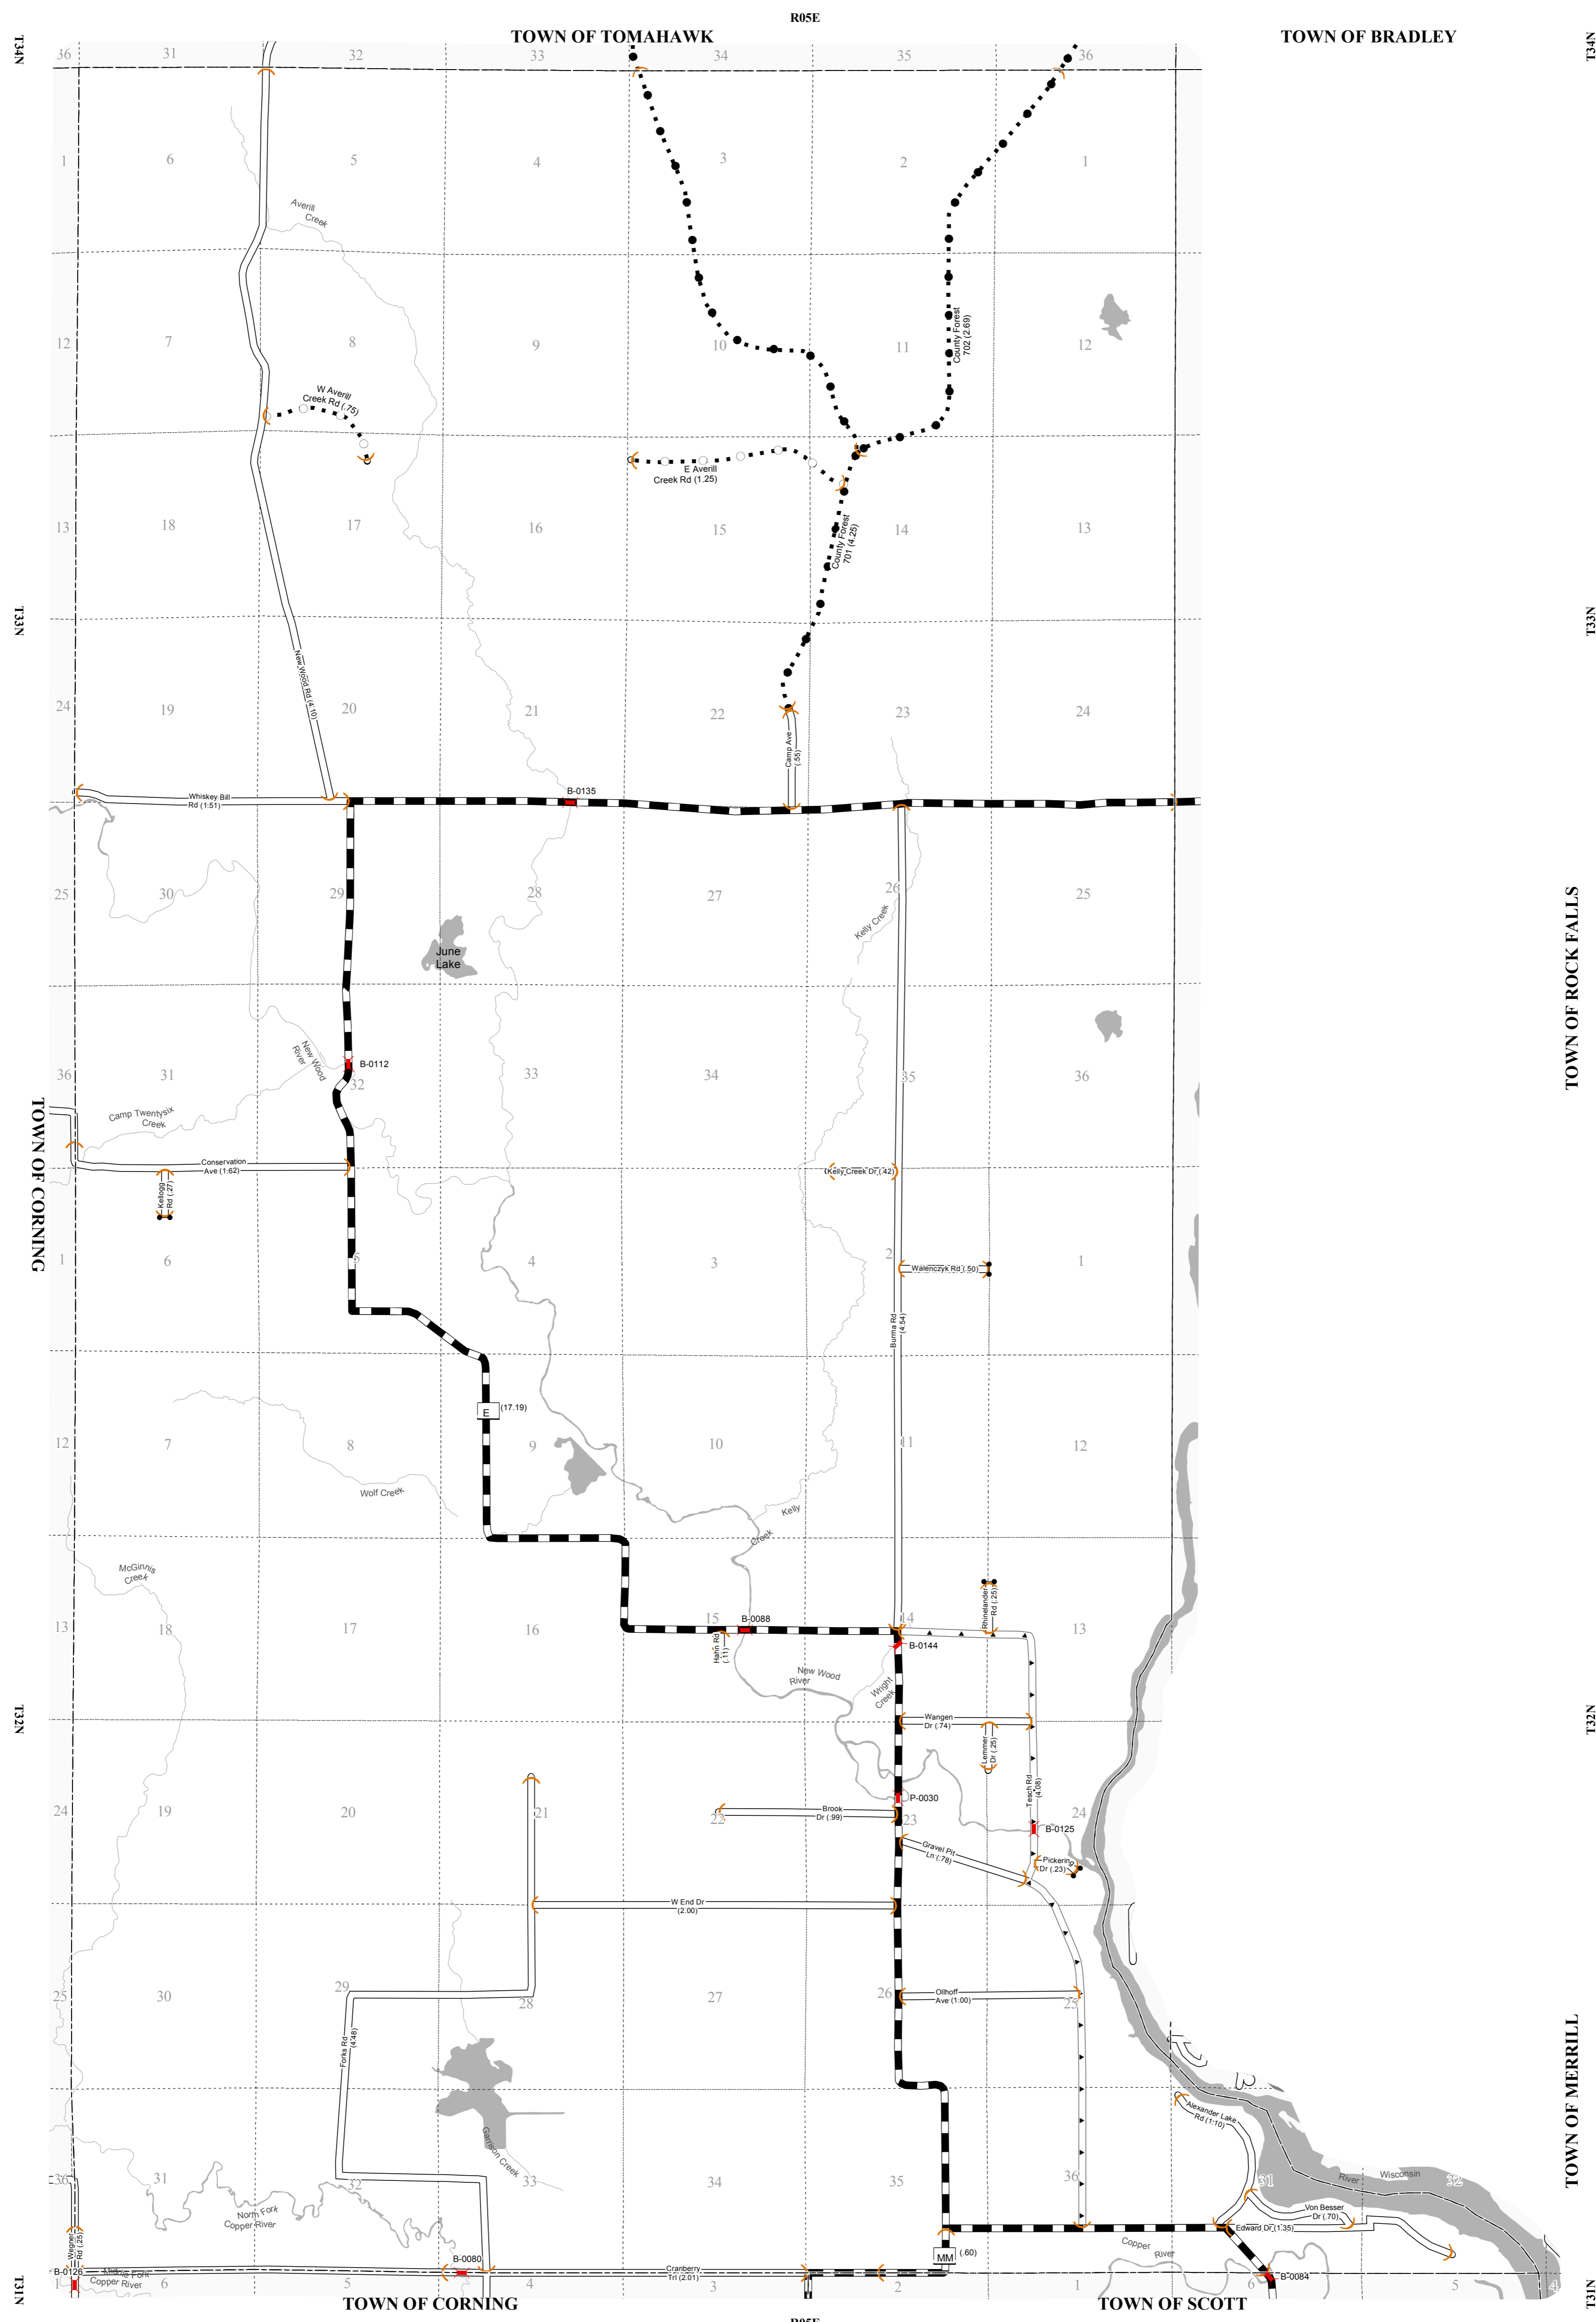 R05E
TOWN OF TOMAHAWK
TOWN OF BRADLEY
T34N
T34N
36
31
32
33
34
35
36
1
6
5
4
3
2
1
Averill
Creek
12
7
8
9
10
11
12
County Forest
702 (2.69)
W Averill
Creek Rd (.75)
E Averill
Creek Rd (1.25)
13
18
17
16
15
14
13
County Forest
701 (4.25)
T33N
T33N
New Wood Rd (4.10)
24
19
20
21
22
23
24
Camp Ave
(.55)
Whiskey Bill
Rd (1.51)
B-0135
25
30
29
28
27
26
25
Kelly Creek
June
Lake
TOWN OF ROCK FALLS
New Wood
River
B-0112
36
31
32
33
34
35
36
Camp Twentysix
Creek
TOWN OF CORNING
Conservation
Ave (1.62)
Kellogg
Rd (.27)
Kelly Creek Dr (.42)
1
6
5
4
3
2
1
Walenczyk Rd (.50)
Burma Rd
(4.54)
E
(17.19)
12
7
8
9
10
11
12
Wolf Creek
Kelly
Creek
McGinnis
Creek
Rhinelander
Rd (.25)
13
18
17
16
15
14
13
B-0088
Hahn Rd
(.11)
B-0144
New Wood
River
Wright
Creek
T32N
T32N
Wangen
Dr (.74)
Lemmer
Dr (.25)
Tesch Rd
(4.08)
P-0030
24
19
20
21
22
23
24
Brook
Dr (.99)
B-0125
Gravel Pit
Ln (.78)
Pickering
Dr (.23)
W End Dr
(2.00)
25
30
29
28
27
26
25
Ollhoff
Ave (1.00)
Forks Rd
(4.48)
TOWN OF MERRILL
Alexander Lake
Rd (1.10)
Garrison Creek
36
31
32
33
34
35
36
31
32
River
Wisconsin
North Fork
Copper River
Von Besser
Dr (.70)
Edward Dr (1.35)
Wegner
Rd (.25)
Copper
River
MM
(.60)
B-0080
Cranberry
Trl (2.01)
B-0126
Middle Fork
Copper River
B-0084
1
6
5
4
3
2
1
6
5
4
T31N
T31N
TOWN OF CORNING
TOWN OF SCOTT
R05E